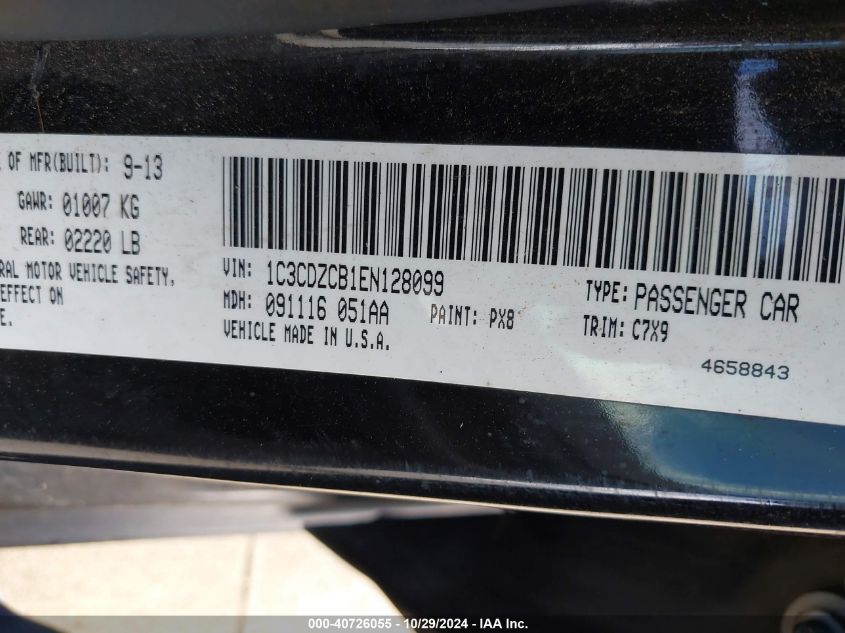 OF MFR(BUILT): 9-13
GAWR: 01007 KG
REAR: 02220 LB
MOTOR VEHICLE SAFETY,
EFFECT ON
VIN: 1C3CDZCB1EN128099
MDH: 091116 051AA
PAINT: PX8
VEHICLE MADE IN U.S.A.
TYPE: PASSENGER CAR
TRIM: C7X9
4658843
000-40726055 - 10/29/2024 - IAA Inc.